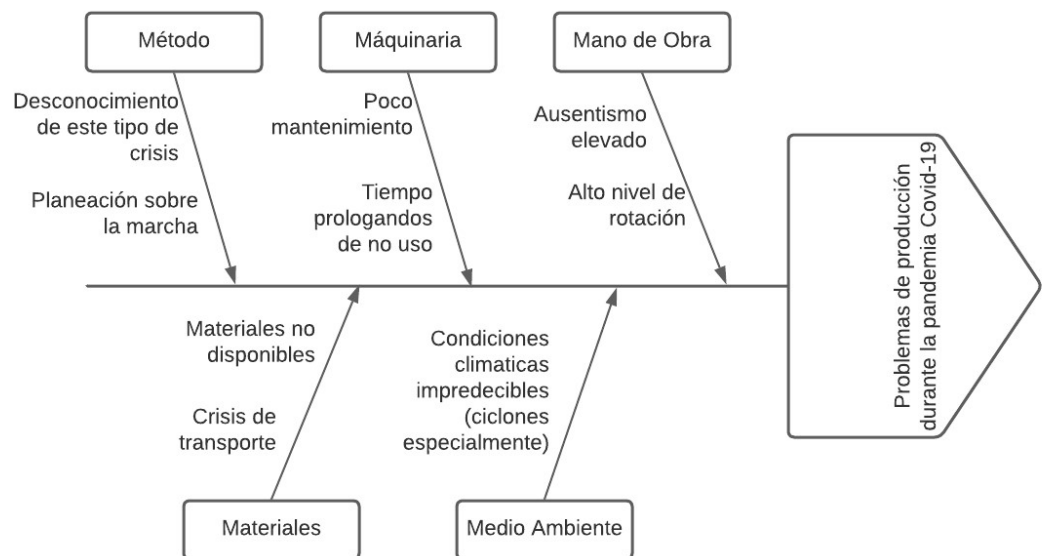 Método
Máquinaria
Mano de Obra
Desconocimiento
de este tipo de
crisis
Planeación sobre
la marcha
Poco
mantenimiento
Tiempo
prologandos
de no uso
Ausentismo
elevado
Alto nivel de
rotación
Problemas de producción
durante la pandemia Covid-19
Materiales no
disponibles
Crisis de
transporte
Condiciones
climaticas
impredecibles
(ciclones
especialmente)
Materiales
Medio Ambiente